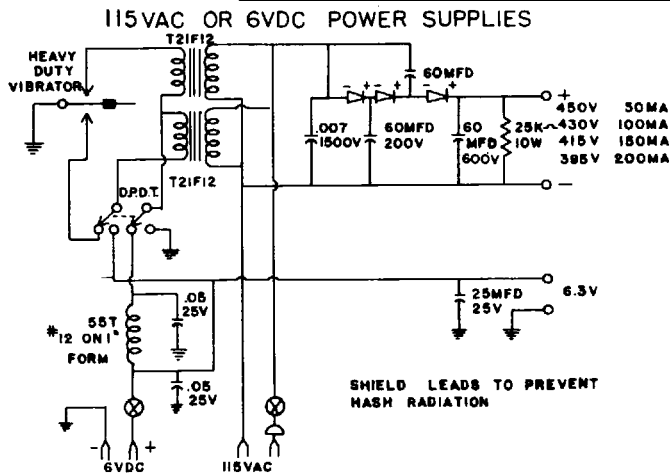 115VAC OR 6VDC POWER SUPPLIES
T21F12
HEAVY
DUTY
VIBRATOR
60MFD
- + - + - +
+
450V 50MA
430V 100MA
415V 150MA
395V 200MA
.007
1500V
60MFD
200V
60
MFD
600V
25K
10W
T21F12
D.P.D.T.
-
.05
25V
25MFD
25V
6.3V
55T
#12 ON 1"
FORM
.05
25V
SHIELD LEADS TO PREVENT
HASH RADIATION
- +
6VDC
115VAC